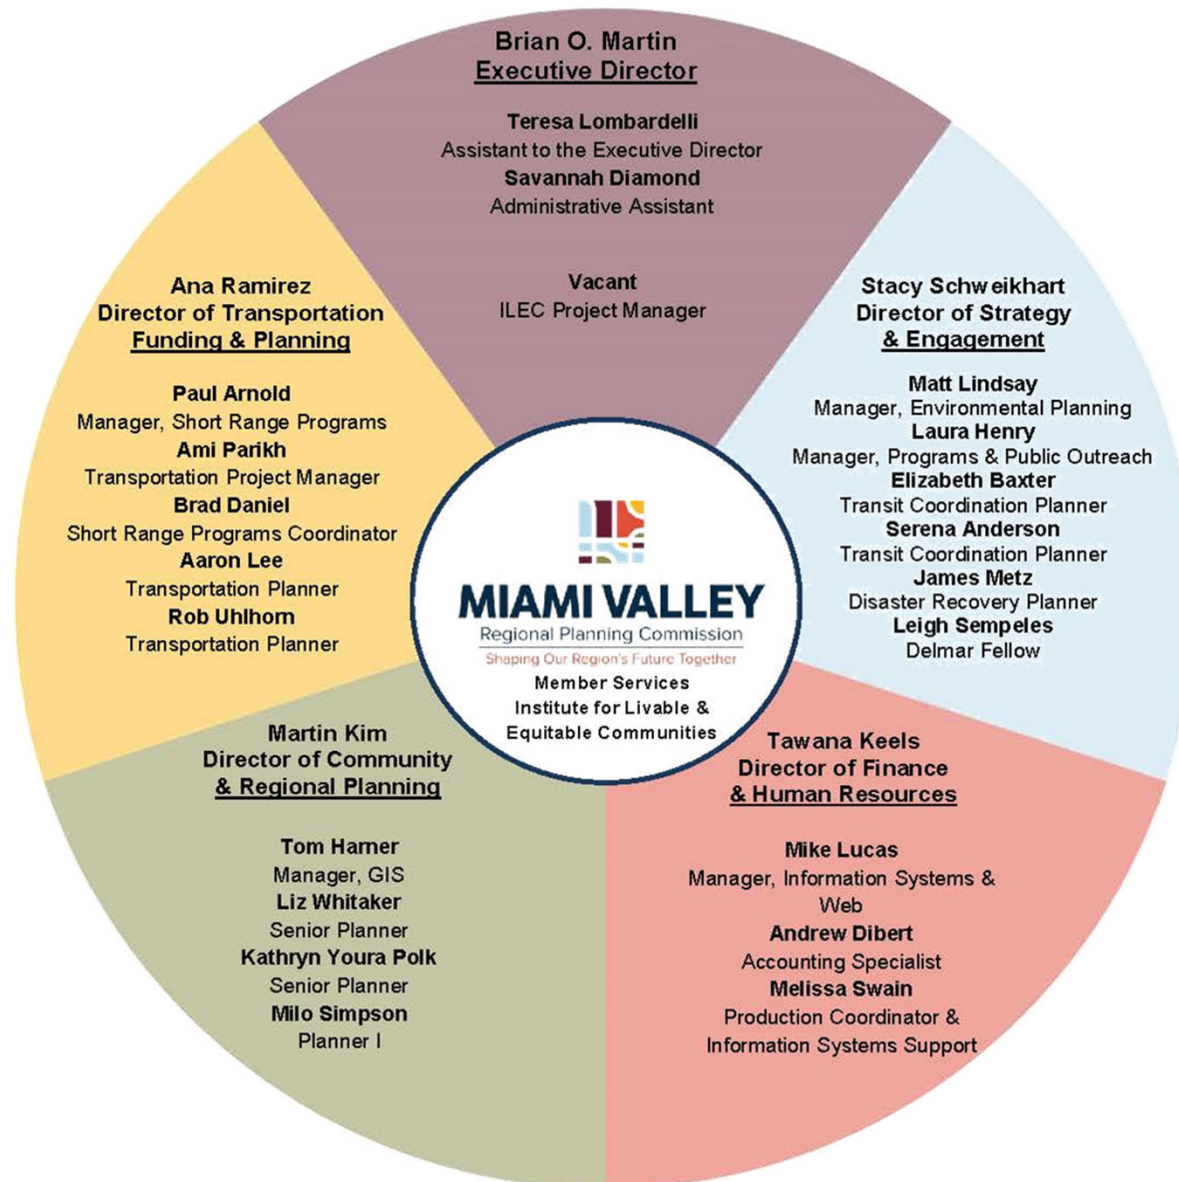 Brian O. Martin
Executive Director
Teresa Lombardelli
Assistant to the Executive Director
Savannah Diamond
Administrative Assistant
Vacant
ILEC Project Manager
Stacy Schweikhart
Director of Strategy
& Engagement
Matt Lindsay
Manager, Environmental Planning
Laura Henry
Manager, Programs & Public Outreach
Elizabeth Baxter
Transit Coordination Planner
Serena Anderson
Transit Coordination Planner
James Metz
Disaster Recovery Planner
Leigh Sempeles
Delmar Fellow
Tawana Keels
Director of Finance
& Human Resources
Mike Lucas
Manager, Information Systems &
Web
Andrew Dibert
Accounting Specialist
Melissa Swain
Production Coordinator &
Information Systems Support
Martin Kim
Director of Community
& Regional Planning
Tom Harner
Manager, GIS
Liz Whitaker
Senior Planner
Kathryn Youra Polk
Senior Planner
Milo Simpson
Planner I
Ana Ramirez
Director of Transportation
Funding & Planning
Paul Arnold
Manager, Short Range Programs
Ami Parikh
Transportation Project Manager
Brad Daniel
Short Range Programs Coordinator
Aaron Lee
Transportation Planner
Rob Uhlhorn
Transportation Planner
MIAMI VALLEY
Regional Planning Commission
Shaping Our Region's Future Together
Member Services
Institute for Livable &
Equitable Communities